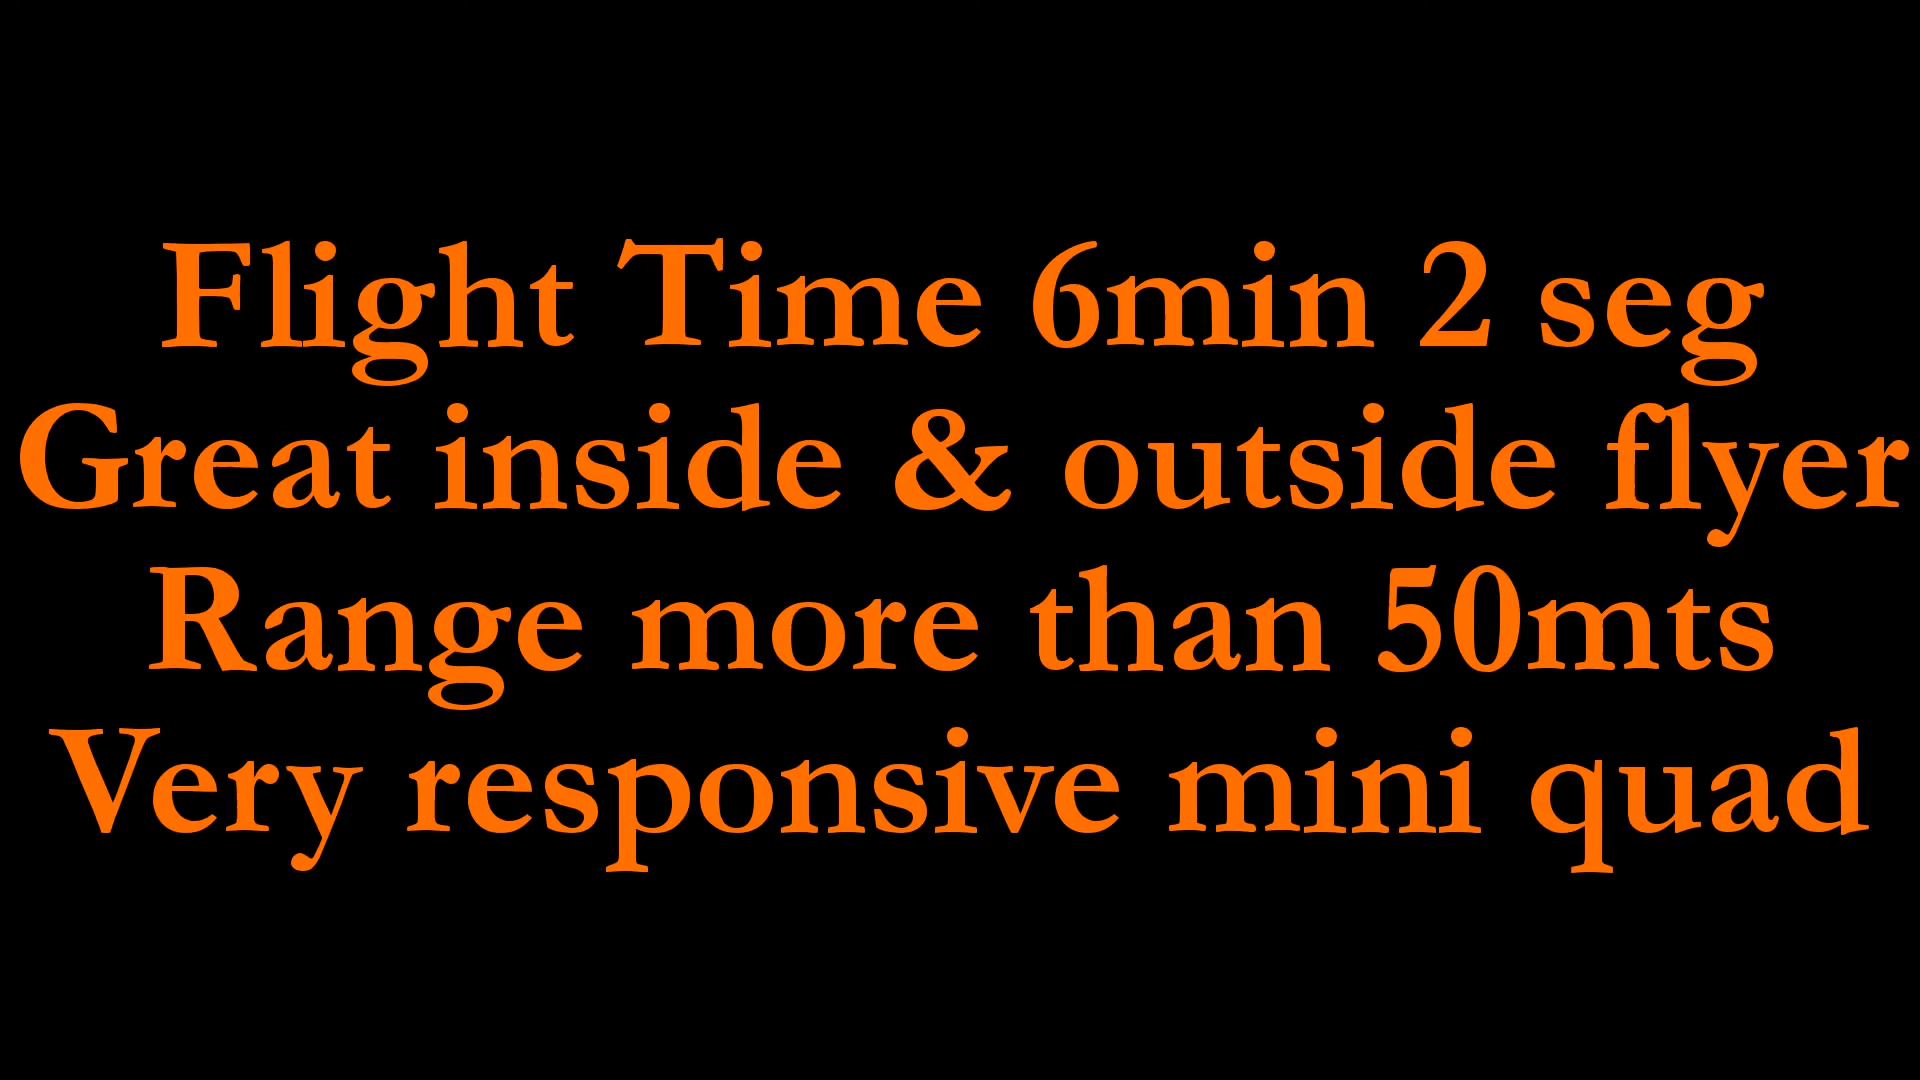 Flight Time 6min 2 seg
Great inside & outside flyer
Range more than 50mts
Very responsive mini quad